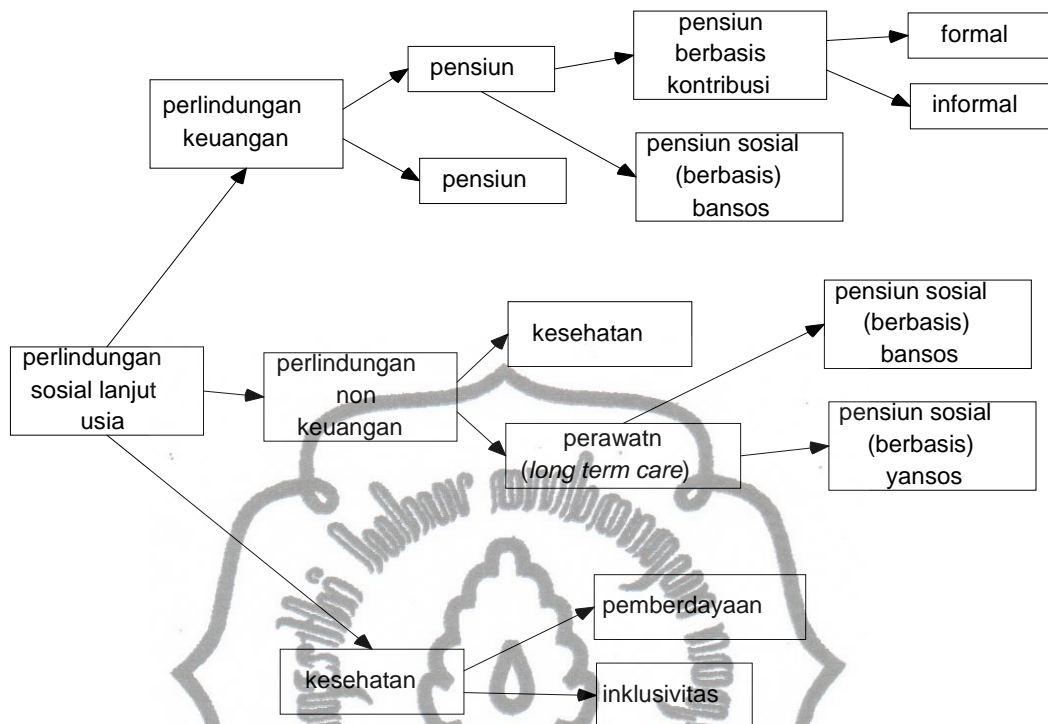 pensiun
berbasis
kontribusi
formal
informal
pensiun
perlindungan
keuangan
pensiun sosial
(berbasis)
bansos
pensiun
perlindungan
sosial lanjut
usia
perlindungan
non
keuangan
kesehatan
pensiun sosial
(berbasis)
bansos
perawatn
(long term care)
pensiun sosial
(berbasis)
yansos
kesehatan
pemberdayaan
inklusivitas